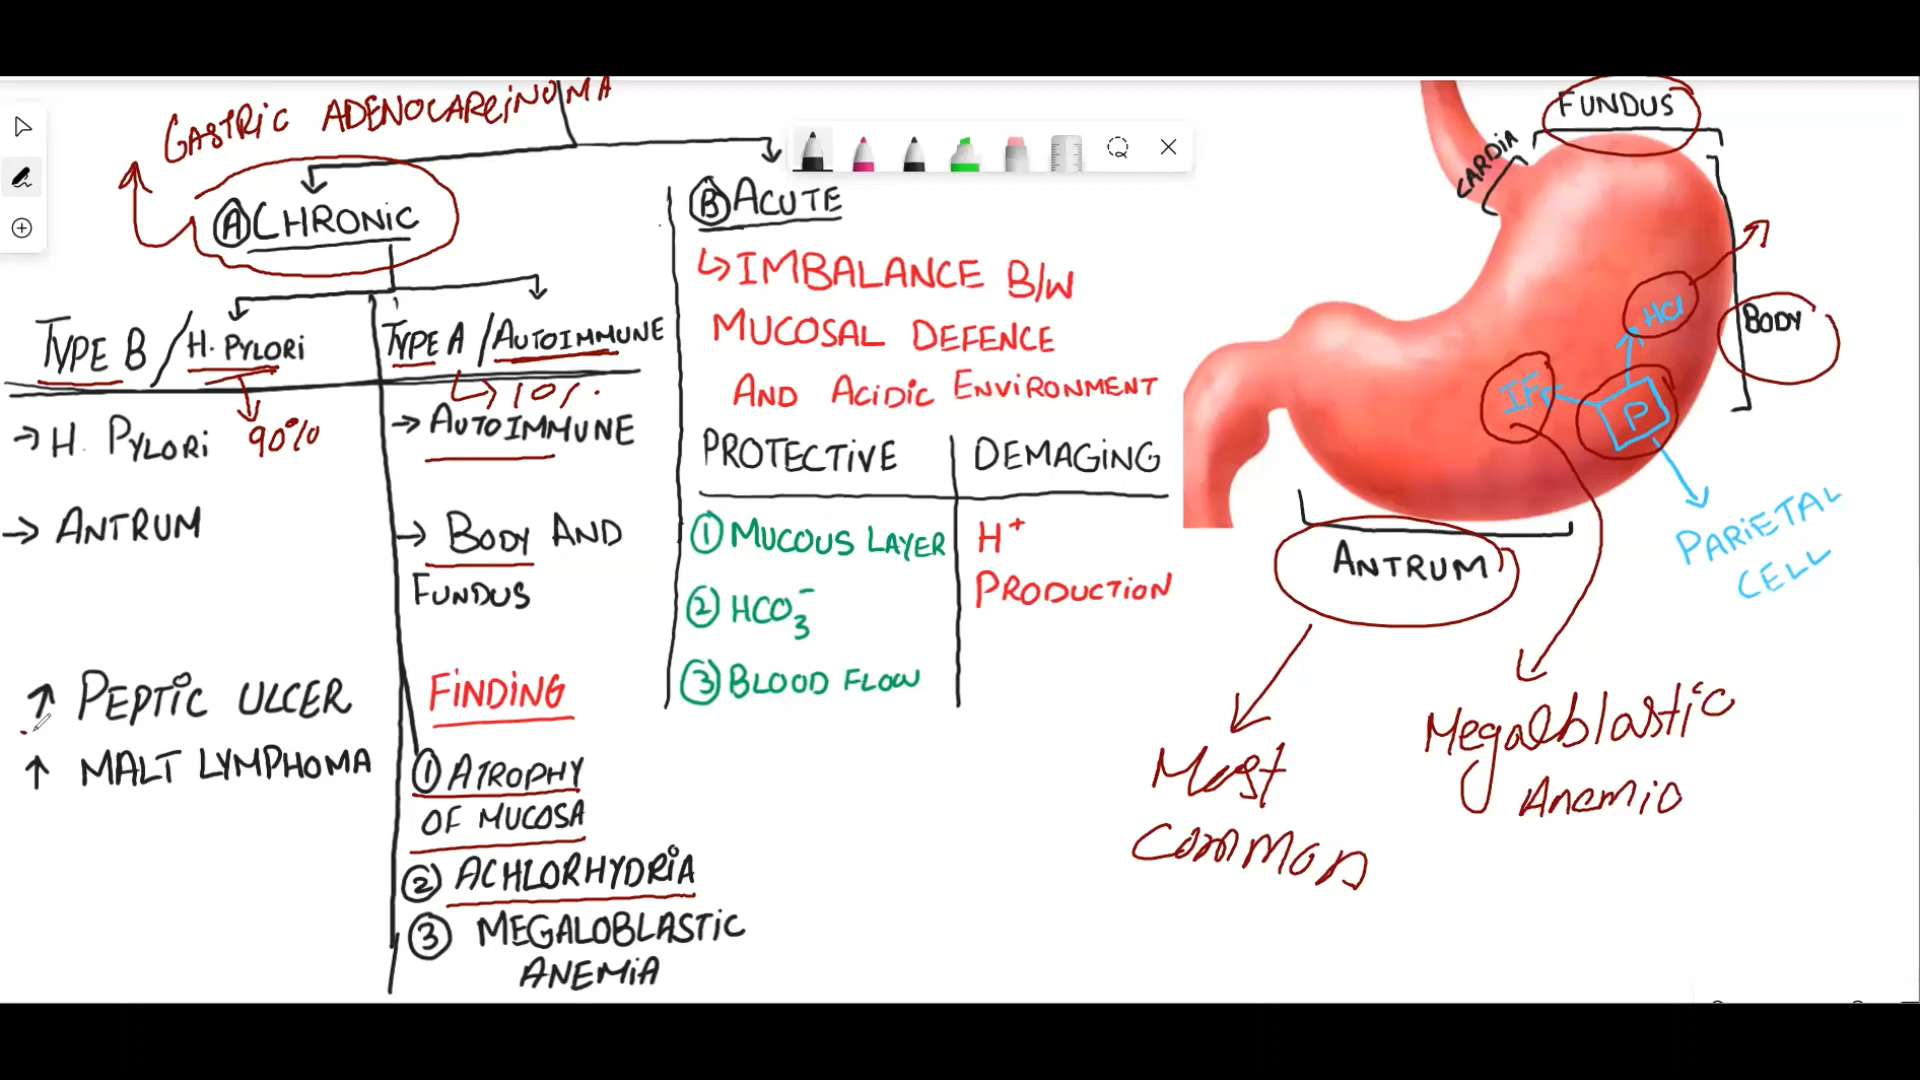 GASTRIC ADENOCARCINOMA
A CHRONIC
TYPE B / H. PYLORI
90%
→ H. PYLORI
→ ANTRUM
↑ PEPTIC ULCER
↑ MALT LYMPHOMA
TYPE A / AUTOIMMUNE
10%
→ AUTOIMMUNE
→ BODY AND
FUNDUS
FINDING
① ATROPHY
OF MUCOSA
② ACHLORHYDRIA
③ MEGALOBLASTIC
ANEMIA
B ACUTE
↳ IMBALANCE B/W
MUCOSAL DEFENCE
AND ACIDIC ENVIRONMENT
PROTECTIVE
① MUCOUS LAYER
② HCO₃⁻
③ BLOOD FLOW
DEMAGING
H⁺
PRODUCTION
FUNDUS
CARDIA
BODY
HCl
IF
P
PARIETAL
CELL
ANTRUM
Most
Common
Megalblastic
Anemia